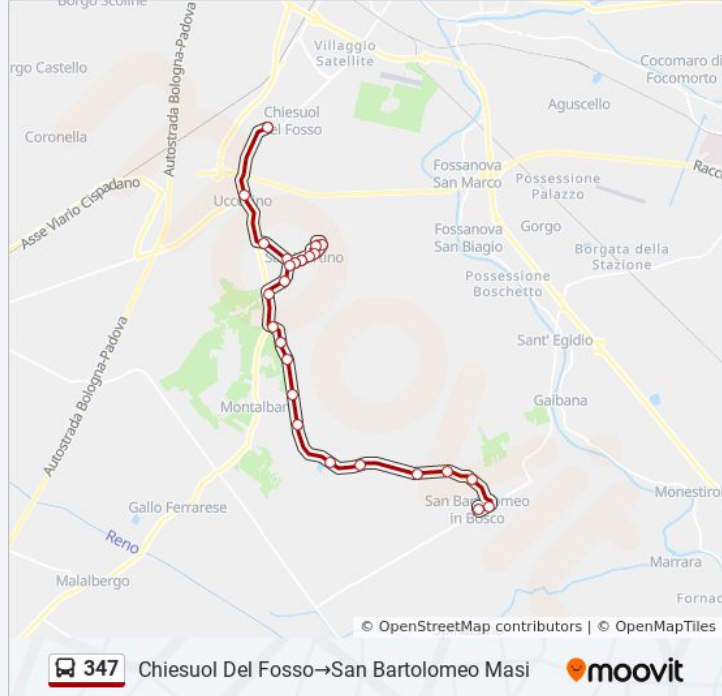 Borgo Scoline
Villaggio
Satellite
rgo Castello
Cocomaro di
Focomorto
Chiesuol
del Fosso
Aguscello
Coronella
Autostrada Bologna-Padova
Fossanova
San Marco
Possessione
Palazzo
Racc
Asse Viario Cispadano
Fossanova
San Biagio
Gorgo
Borgata della
Stazione
Possessione
Boschetto
Sant' Egidio
Autostrada Bologna-Padova
Montalban
Gaibana
San Bartolomeo
in Bosco
Monestirol
Gallo Ferrarese
Reno
Malalbergo
Marrara
Fornac
© OpenStreetMap contributors | © OpenMapTiles
347 Chiesuol Del Fosso→San Bartolomeo Masi moovit